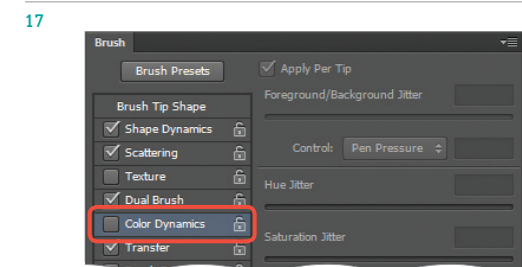 17
Brush
Brush Presets
Apply Per Tip
Brush Tip Shape
Foreground/Background Jitter
Shape Dynamics
Scattering
Control: Pen Pressure
Texture
Hue Jitter
Dual Brush
Color Dynamics
Saturation Jitter
Transfer